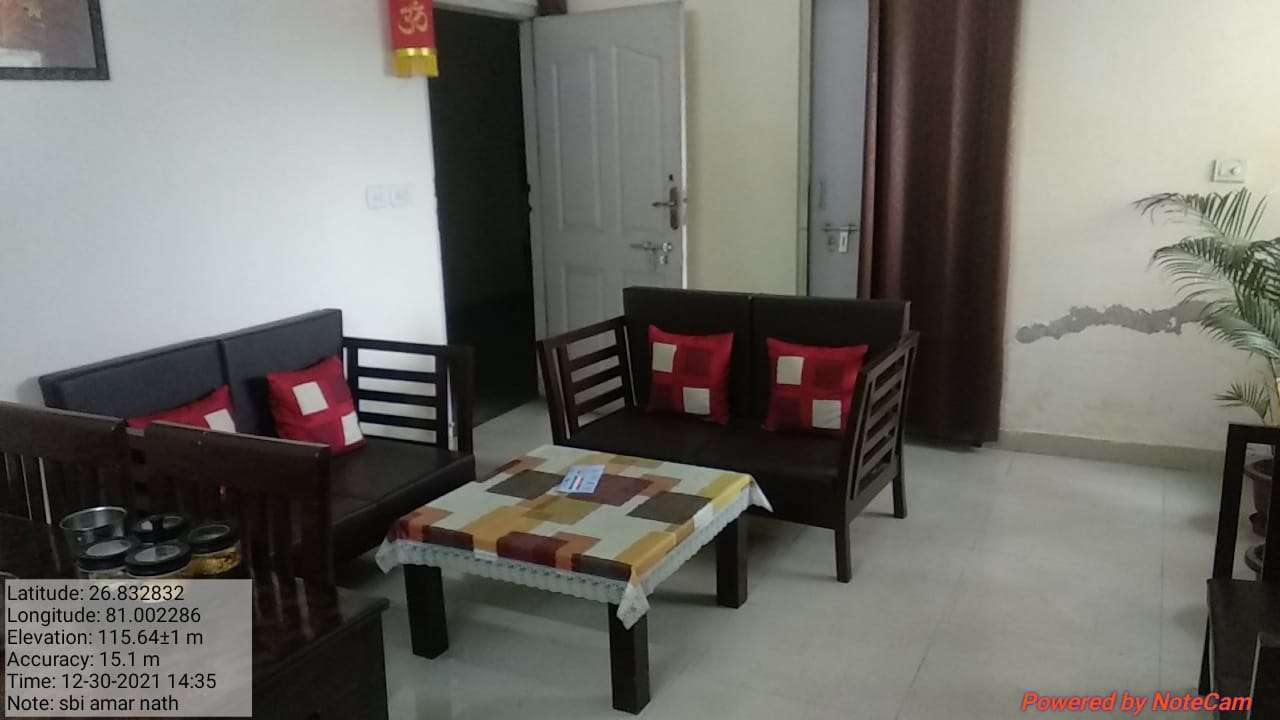 ॐ
Latitude: 26.832832
Longitude: 81.002286
Elevation: 115.64±1 m
Accuracy: 15.1 m
Time: 12-30-2021 14:35
Note: sbi amar nath
Powered by NoteCam